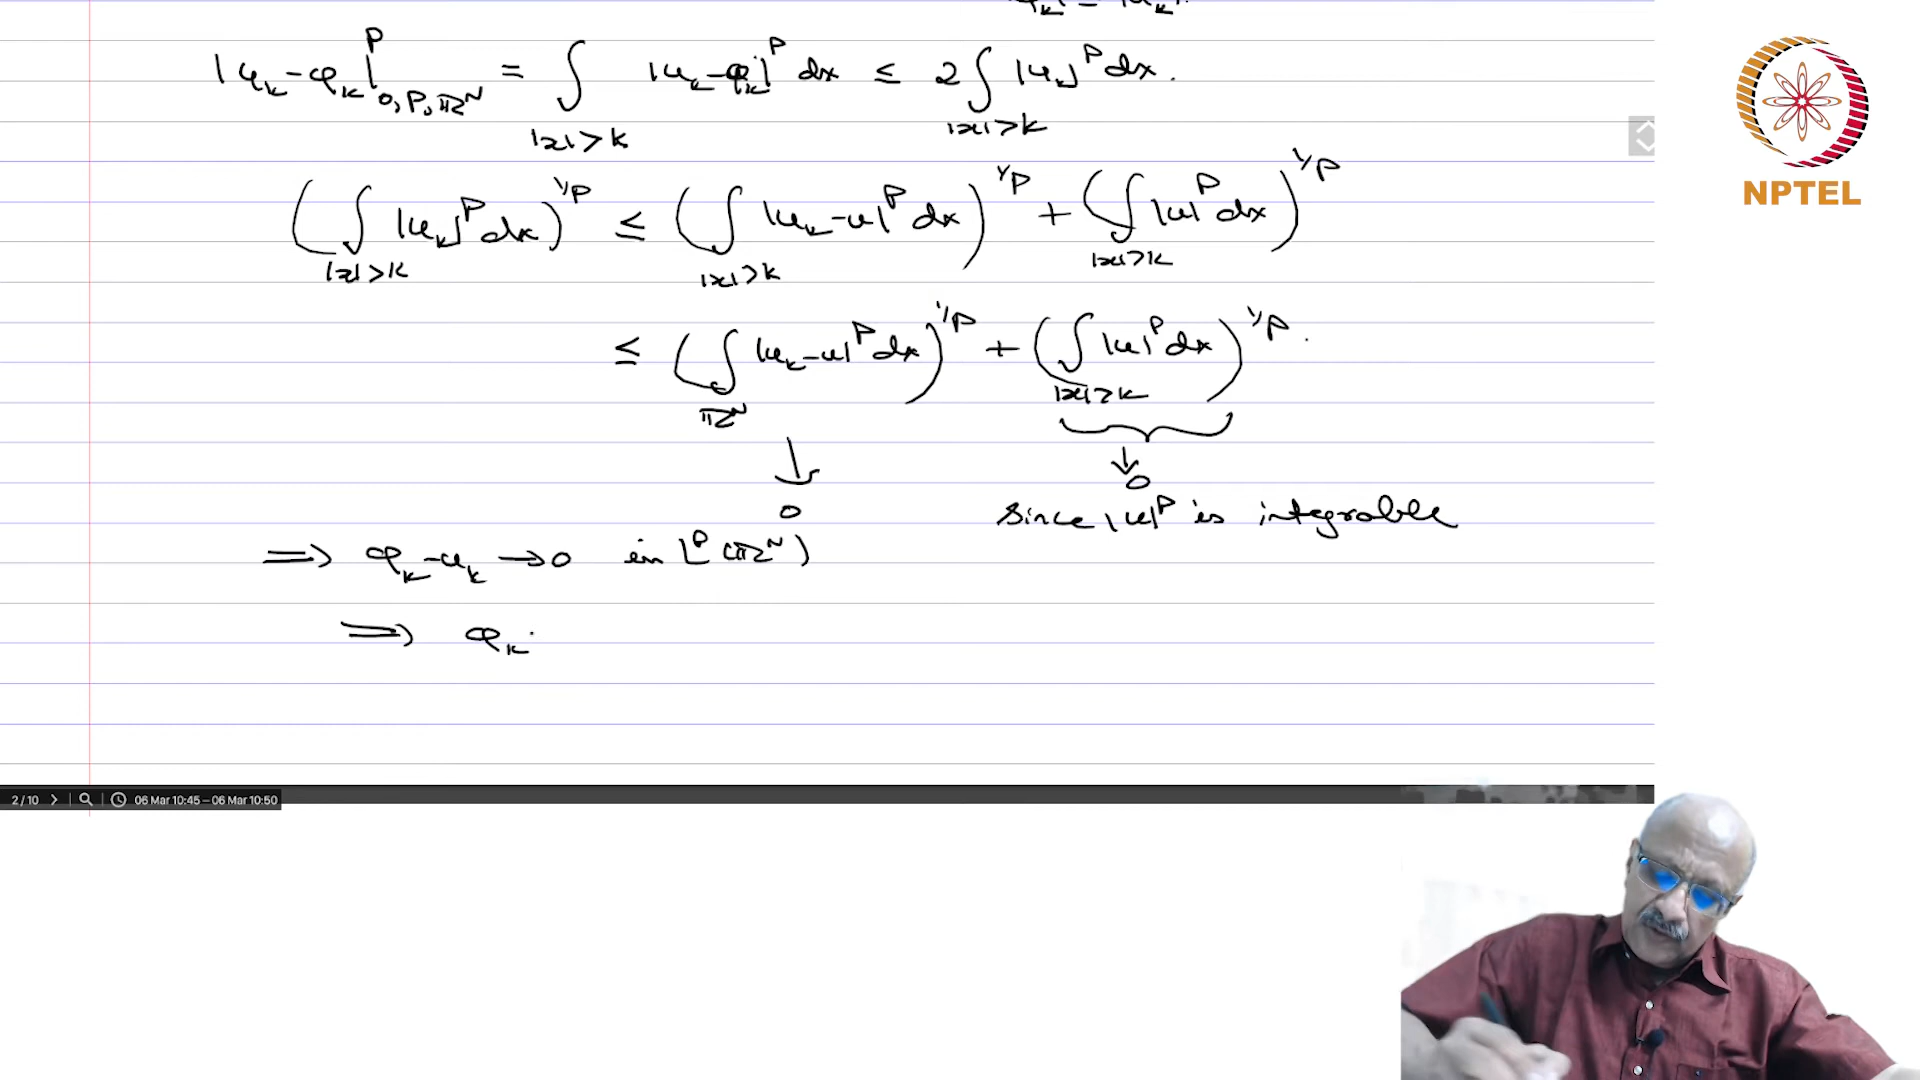 |u_k - φ_k|^p_{0,p,ℝ^N} = ∫_{|x|>k} |u_k - φ_k|^p dx ≤ 2 ∫_{|x|>k} |u_k|^p dx.
(∫_{|x|>k} |u_k|^p dx)^{1/p} ≤ (∫_{|x|>k} |u_k - u|^p dx)^{1/p} + (∫_{|x|>k} |u|^p dx)^{1/p}
≤ (∫_{ℝ^N} |u_k - u|^p dx)^{1/p} + (∫_{|x|>k} |u|^p dx)^{1/p}.
↓ ↓
0 0
since |u|^p is integrable
⇒ φ_k - u_k → 0 in L^p(ℝ^N)
⇒ φ_k
NPTEL
2 / 10 06 Mar 10:45 – 06 Mar 10:50